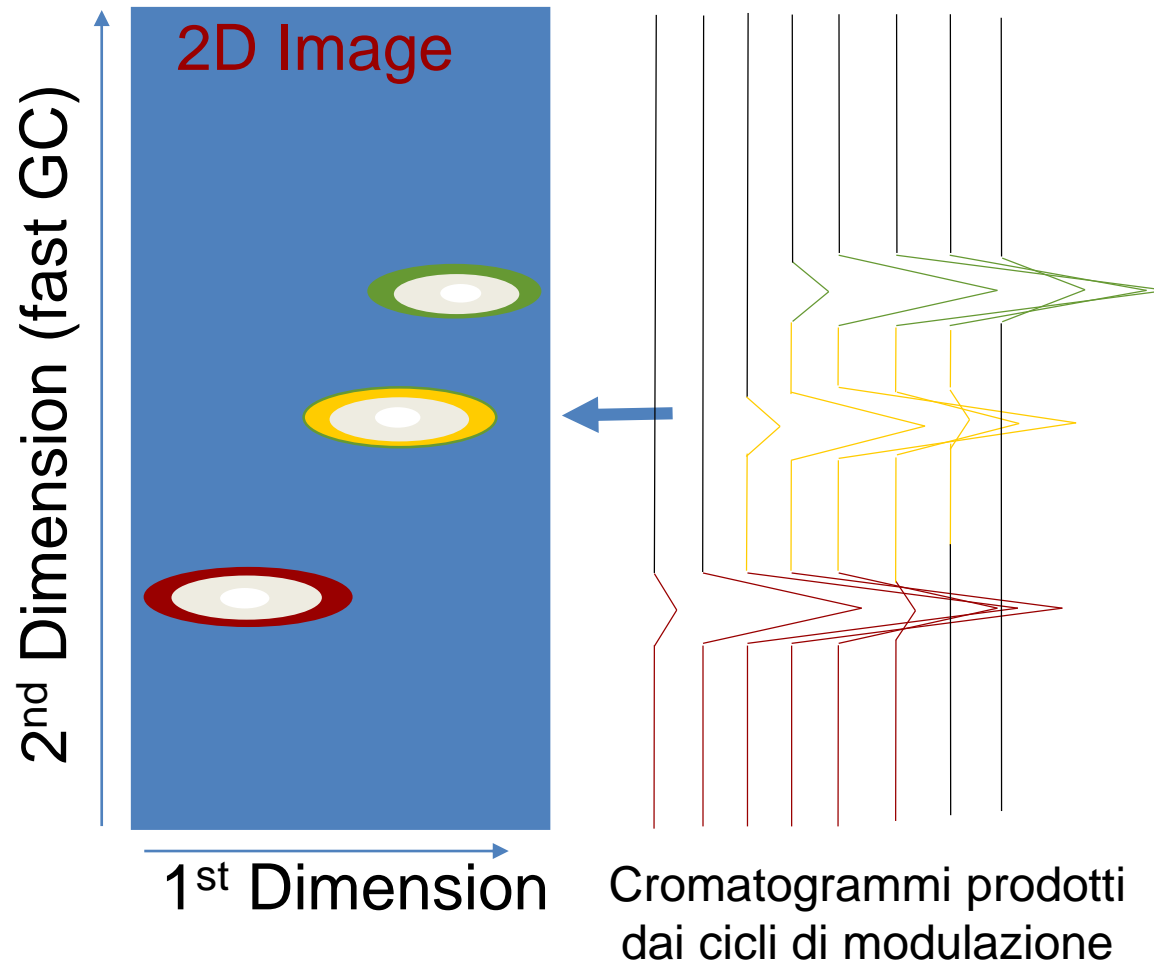 2D Image
2nd Dimension (fast GC)
1st Dimension
Cromatogrammi prodotti
dai cicli di modulazione